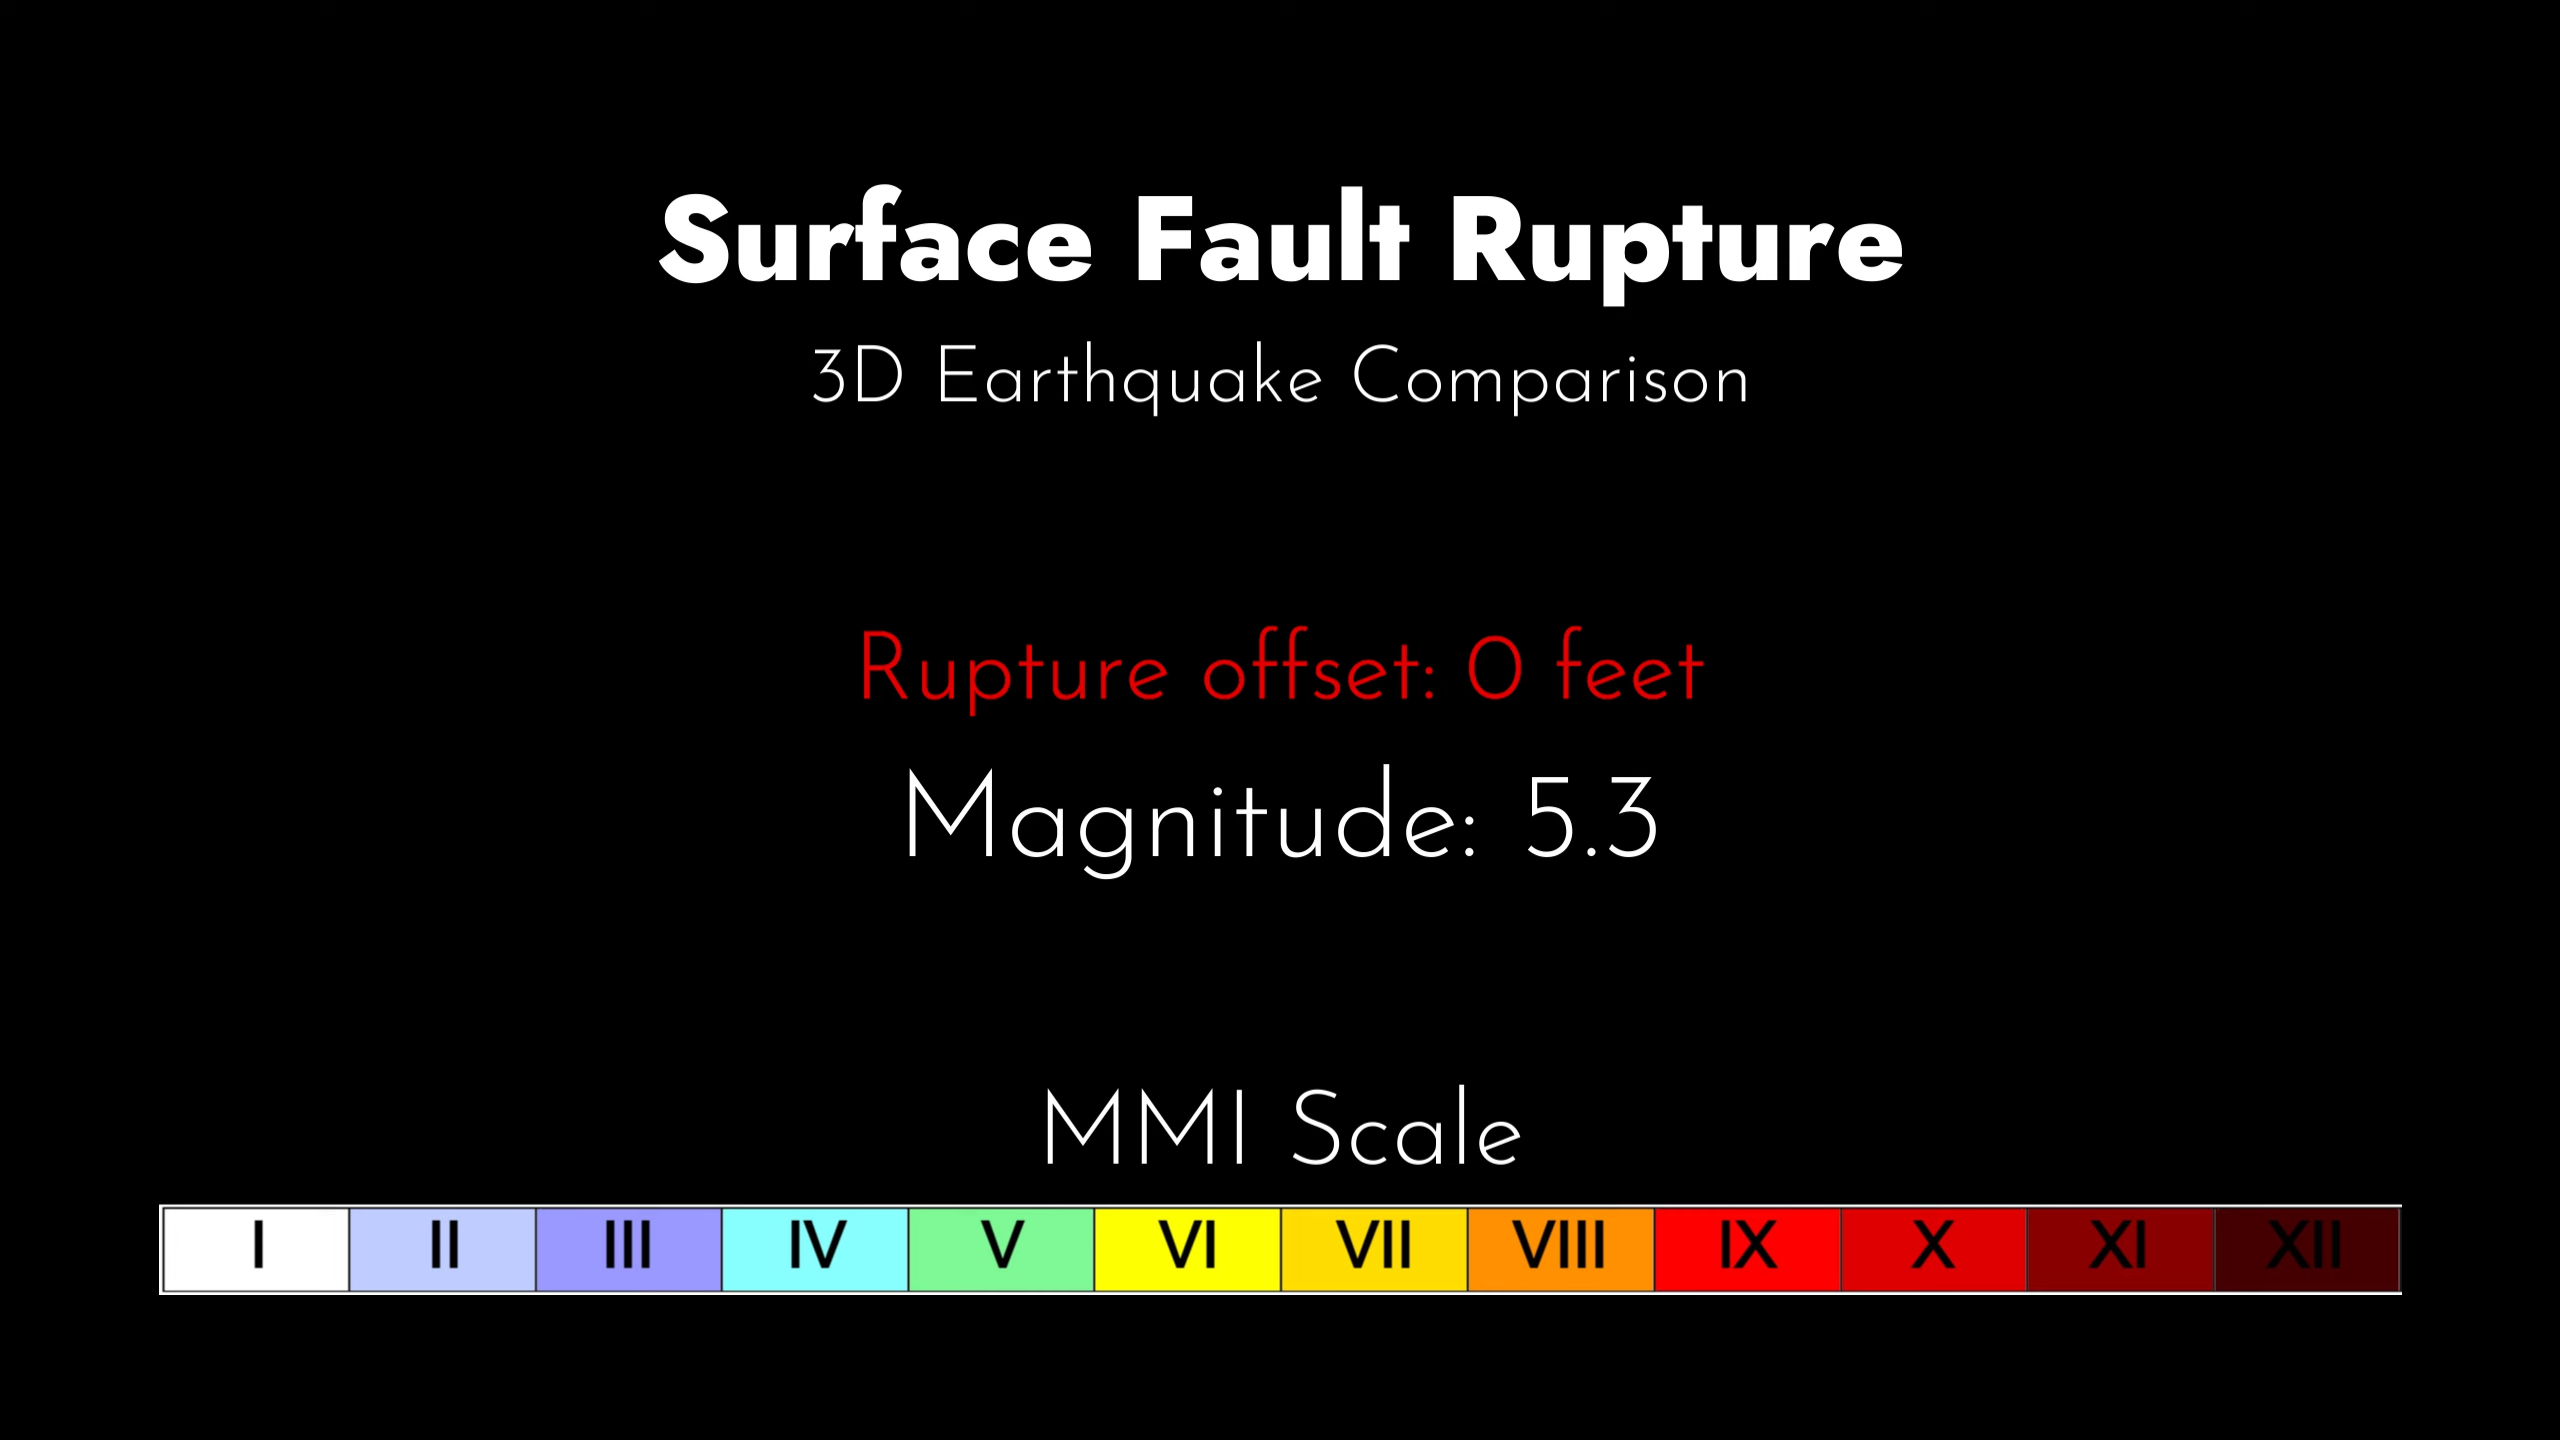 Surface Fault Rupture
3D Earthquake Comparison
Rupture offset: 0 feet
Magnitude: 5.3
MMI Scale
I II III IV V VI VII VIII IX X XI XII